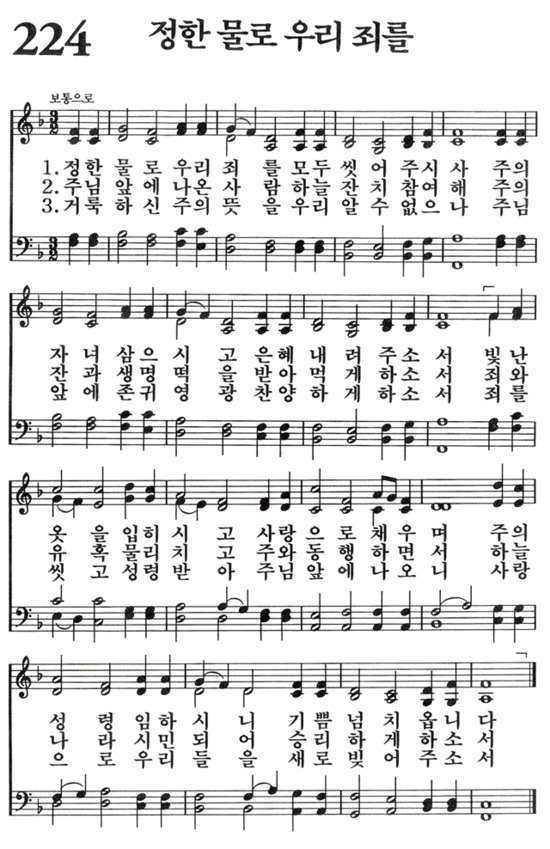 224 정한 물로 우리 죄를
보통으로
1. 정한 물로 우리 죄를 모두 씻어 주시사 주의
2. 주님 앞에 나온 사람 하늘 잔치 참여해 주의
3. 거룩하신 주의 뜻을 우리 알 수 없으나 주님
자녀 삼으시고 은혜 내려 주소서 빛난
잔과 생명떡을 받아 먹게 하소서 죄와
앞에 존귀 영광 찬양하게 하소서 죄를
옷을 입히시고 사랑으로 채우며 주의
유혹 물리치고 주와 동행하면서 하늘
씻고 성령 받아 주님 앞에 나오니 사랑
성령 임하시니 기쁨 넘치옵니다
나라 시민 되어 승리하게 하소서
으로 우리들을 새로 빚어 주소서